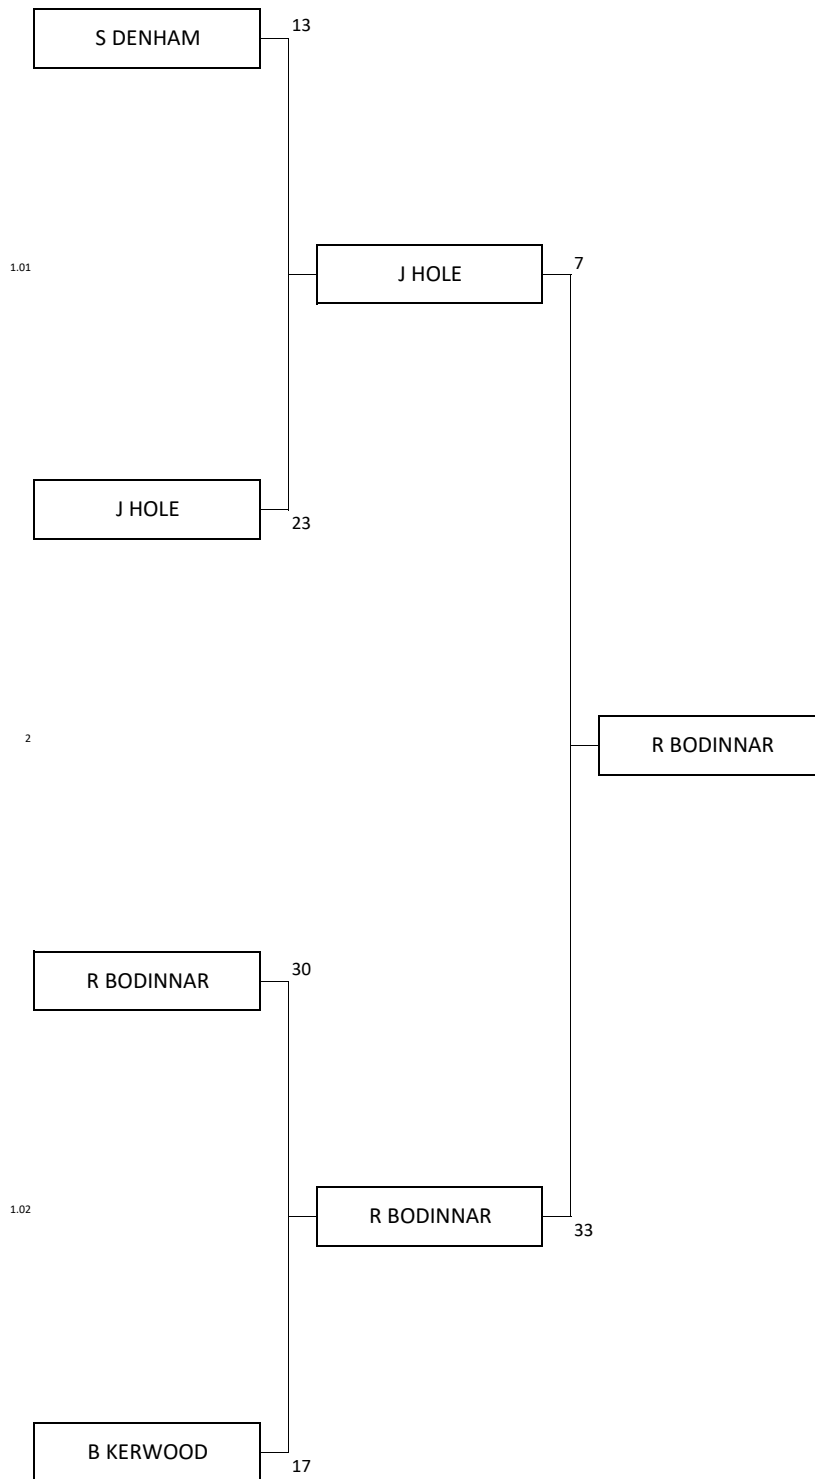 S DENHAM
13
1.01
J HOLE
7
J HOLE
23
2
R BODINNAR
R BODINNAR
30
1.02
R BODINNAR
33
B KERWOOD
17